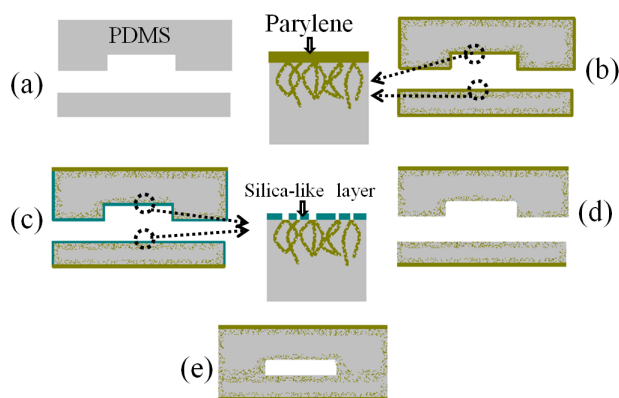 PDMS
Parylene
(a)
(b)
Silica-like layer
(c)
(d)
(e)